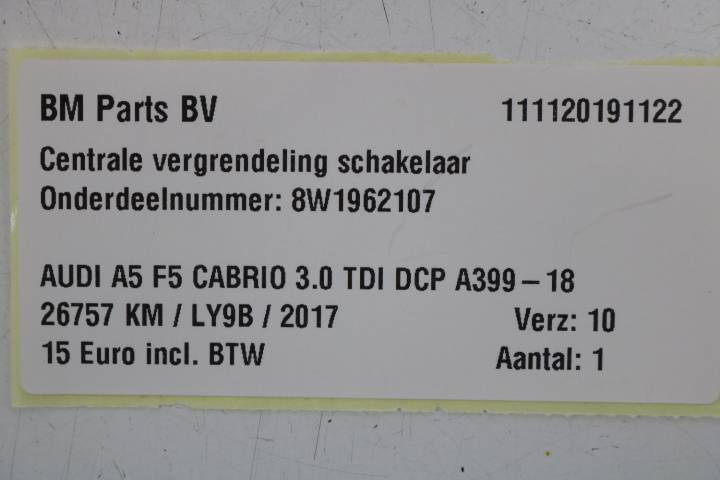 BM Parts BV 111120191122
Centrale vergrendeling schakelaar
Onderdeelnummer: 8W1962107
AUDI A5 F5 CABRIO 3.0 TDI DCP A399 – 18
26757 KM / LY9B / 2017 Verz: 10
15 Euro incl. BTW Aantal: 1